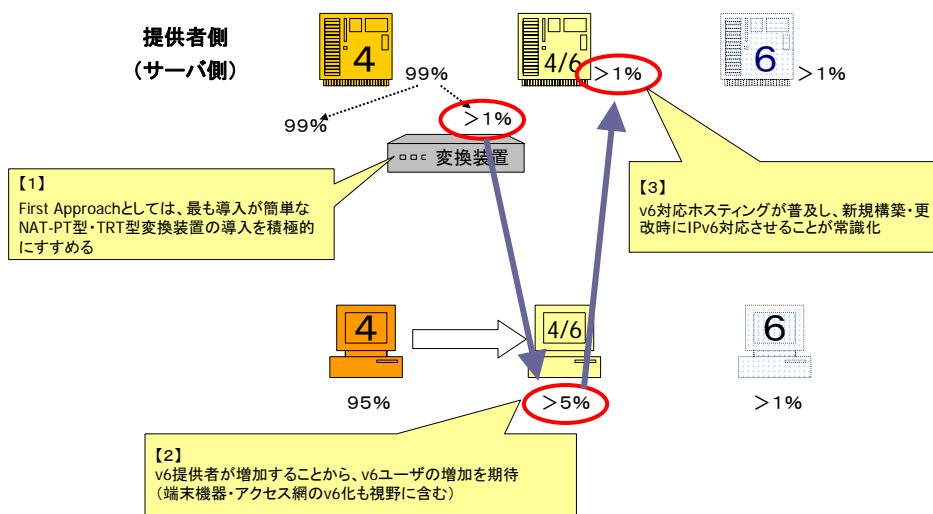 提供者側
（サーバ側）
4
4/6
6
99%
＞1%
＞1%
99%
＞1%
変換装置
【1】
First Approachとしては、最も導入が簡単な
NAT-PT型・TRT型変換装置の導入を積極的
にすすめる
【3】
v6対応ホスティングが普及し、新規構築・更
改時にIPv6対応させることが常識化
4
4/6
6
95%
＞5%
＞1%
【2】
v6提供者が増加することから、v6ユーザの増加を期待
（端末機器・アクセス網のv6化も視野に含む）